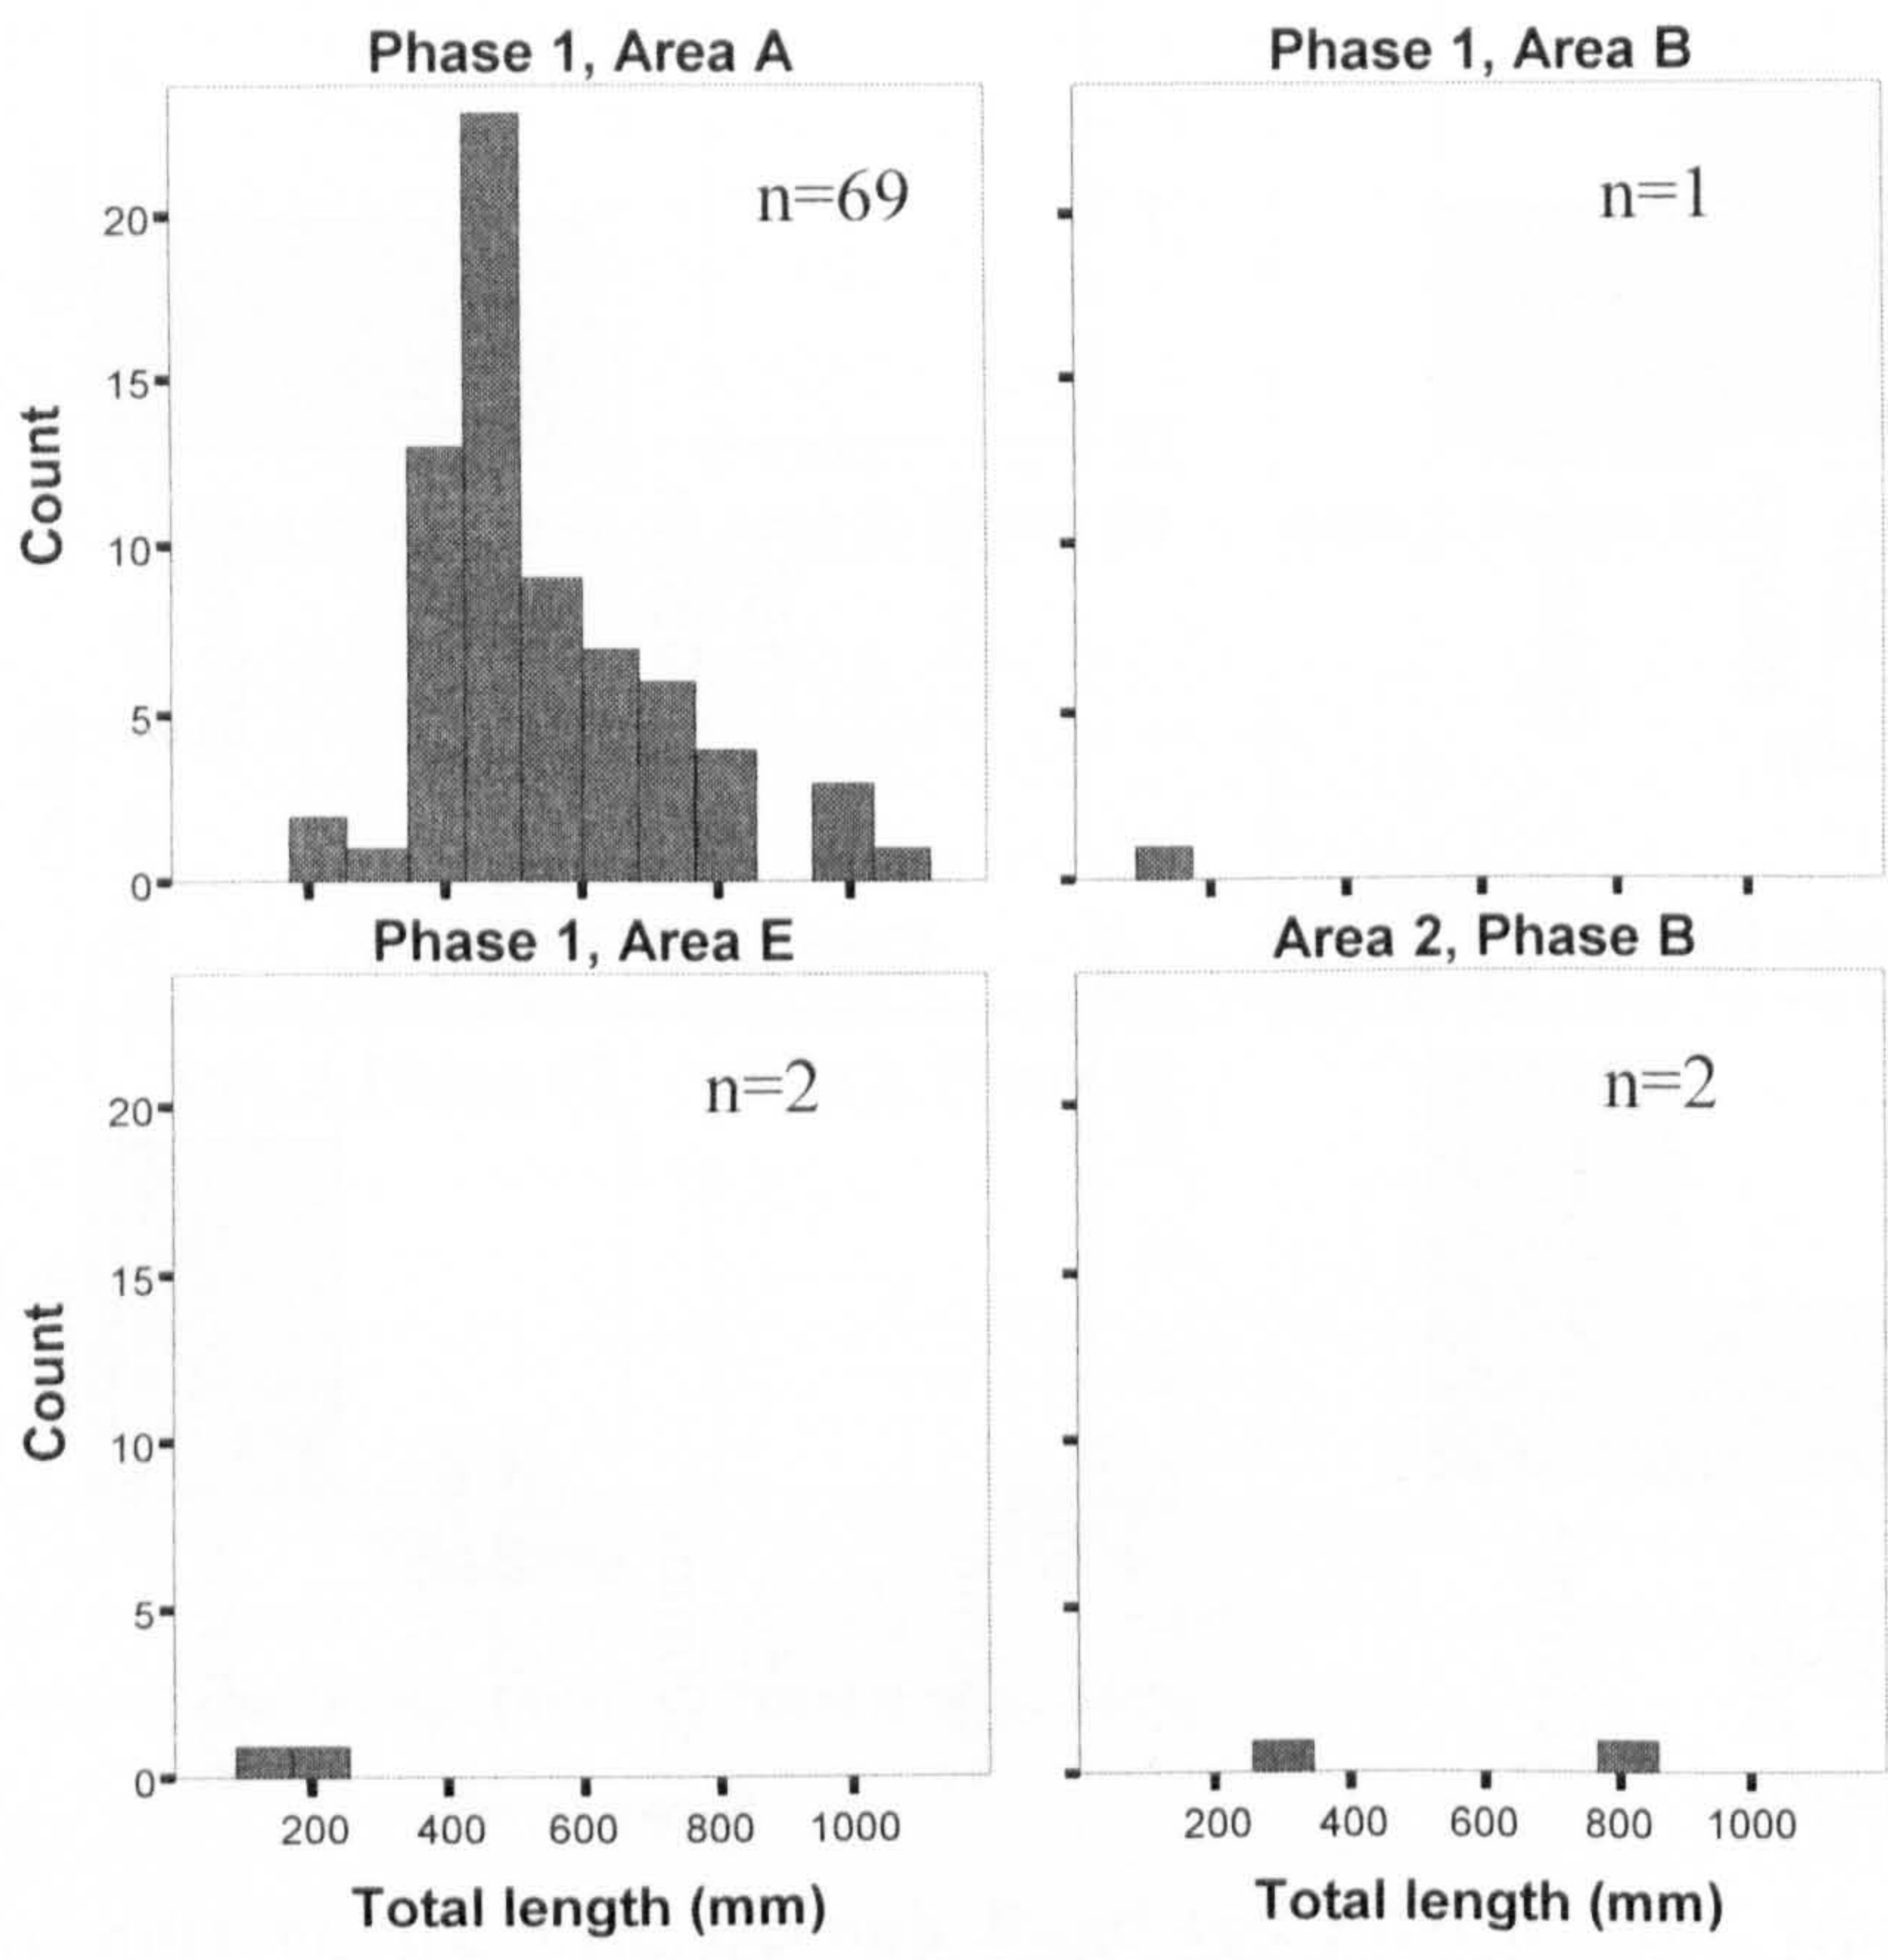 Phase 1, Area A
Phase 1, Area B
n=69
n=1
20
15
10
5
0
Count
Phase 1, Area E
Area 2, Phase B
n=2
n=2
20
15
10
5
0
Count
200 400 600 800 1000
200 400 600 800 1000
Total length (mm)
Total length (mm)